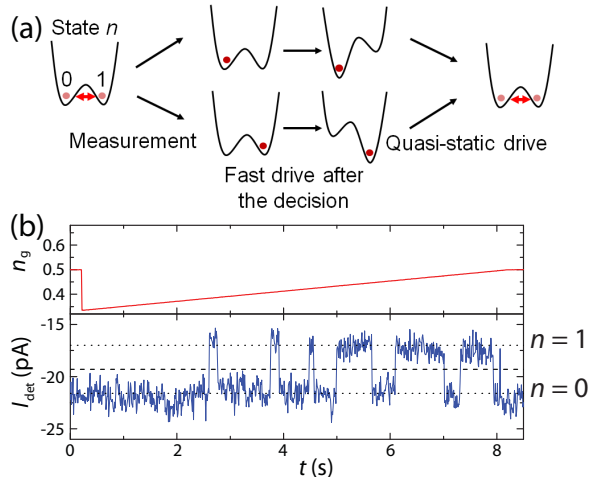 (a)
State n
0 1
Measurement
Fast drive after
the decision
Quasi-static drive
(b)
n_g
0.6
0.5
0.4
I_det (pA)
-15
-20
-25
n = 1
n = 0
0 2 4 6 8
t (s)